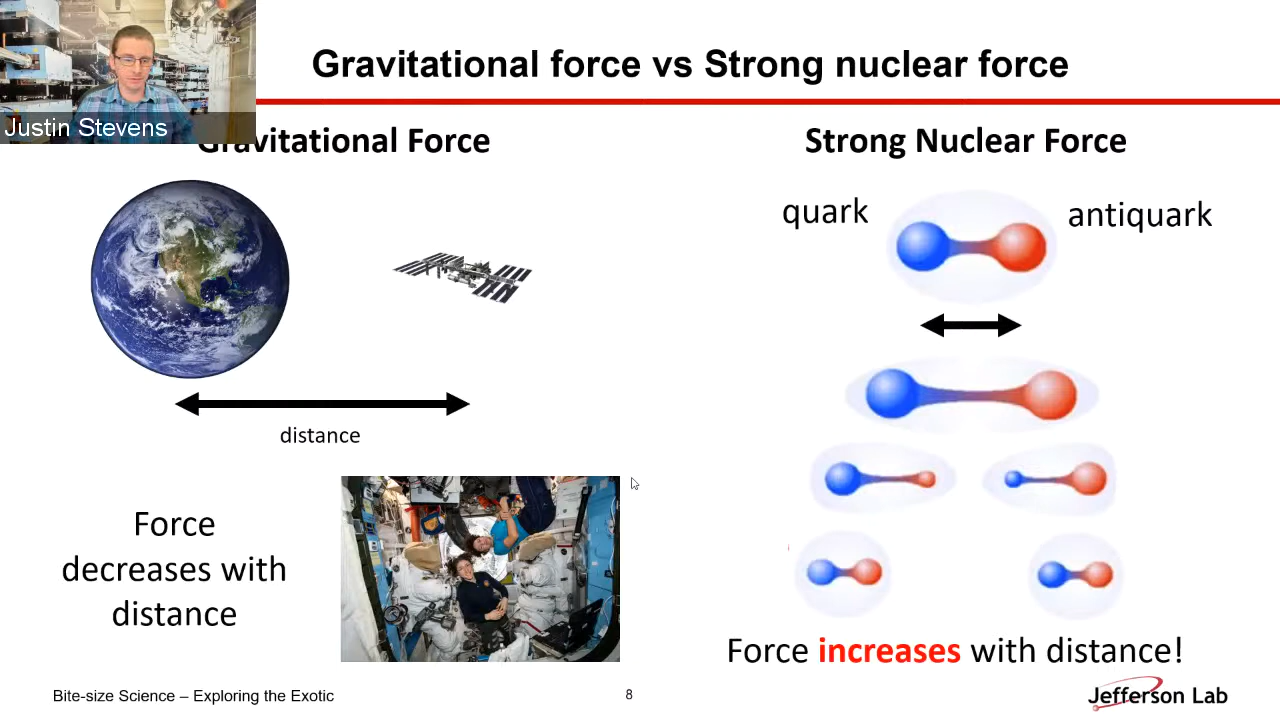 Gravitational force vs Strong nuclear force
Justin Stevens
Gravitational Force
Strong Nuclear Force
quark
antiquark
distance
Force
decreases with
distance
Force increases with distance!
Bite-size Science – Exploring the Exotic
8
Jefferson Lab